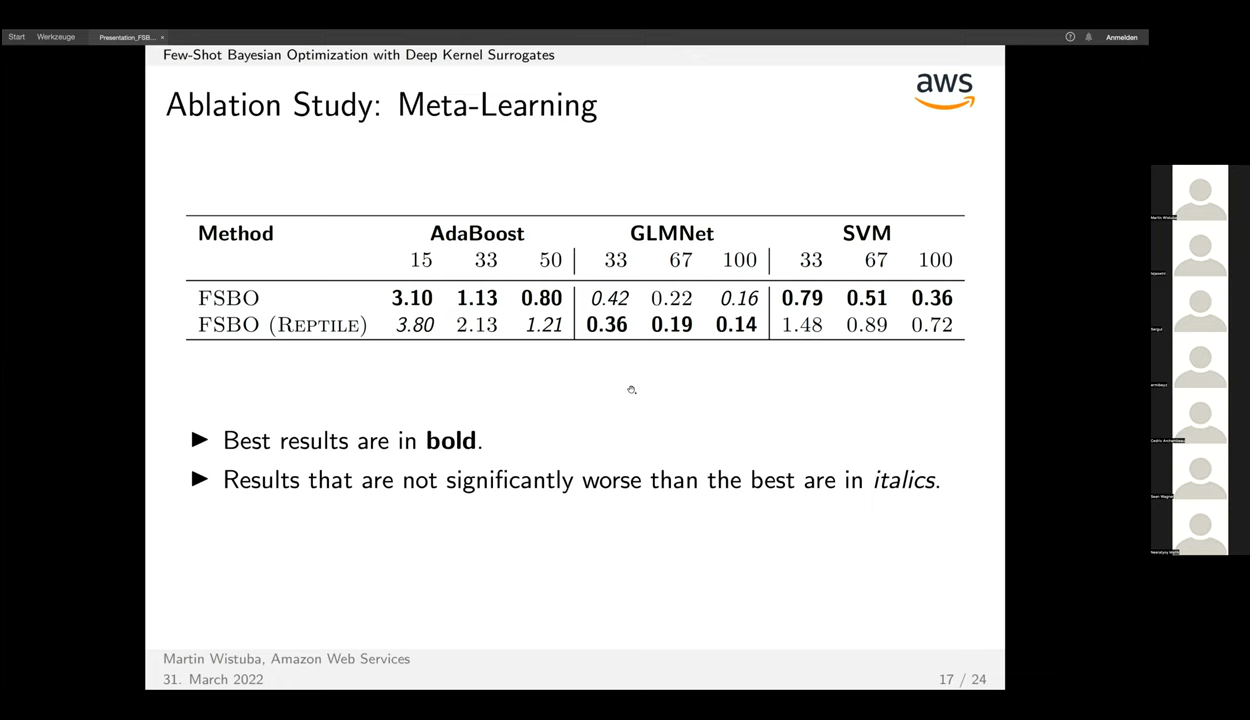 Start Werkzeuge Presentation_FSB... × Anmelden
Few-Shot Bayesian Optimization with Deep Kernel Surrogates
aws
Ablation Study: Meta-Learning
Method AdaBoost GLMNet SVM
15 33 50 33 67 100 33 67 100
FSBO 3.10 1.13 0.80 0.42 0.22 0.16 0.79 0.51 0.36
FSBO (REPTILE) 3.80 2.13 1.21 0.36 0.19 0.14 1.48 0.89 0.72
▶ Best results are in bold.
▶ Results that are not significantly worse than the best are in italics.
Martin Wistuba, Amazon Web Services
31. March 2022 17 / 24
Martin Wistuba
Sean Wagner